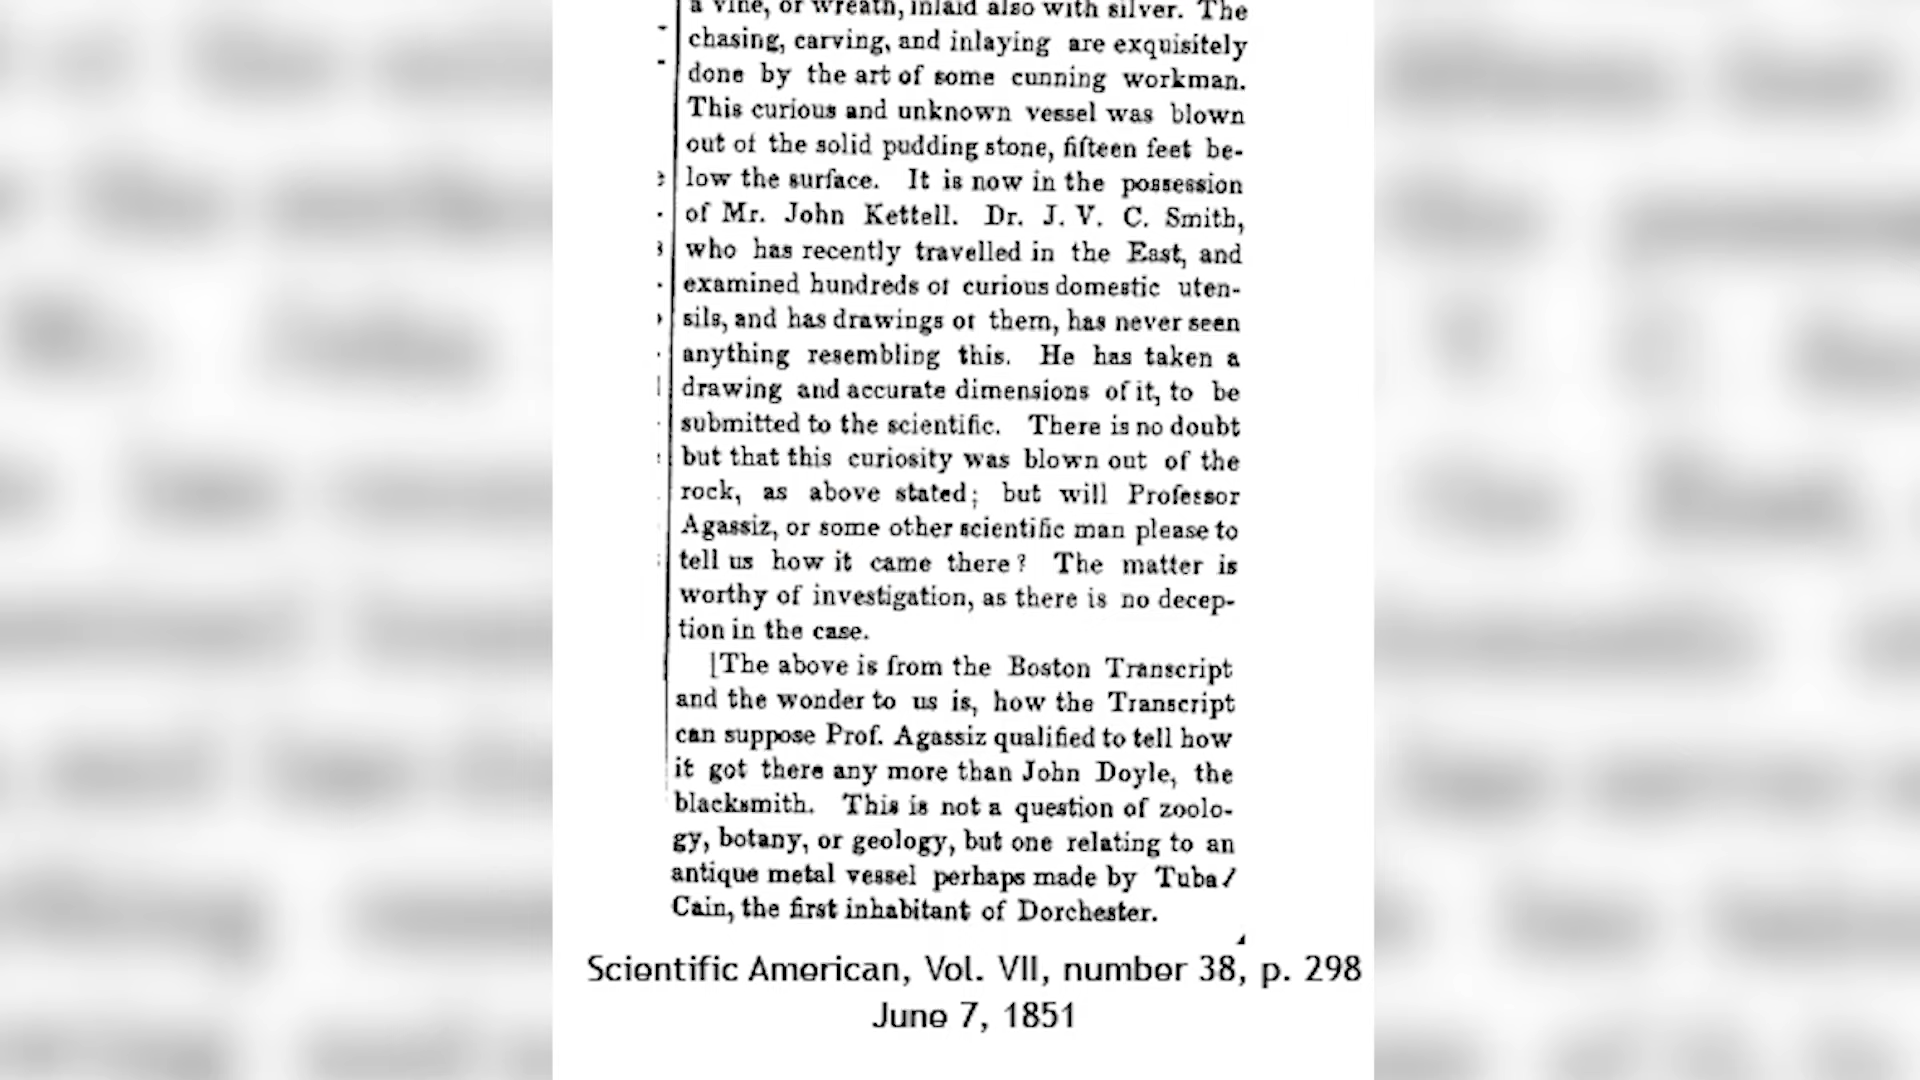 a vine, or wreath, inlaid also with silver. The
chasing, carving, and inlaying are exquisitely
done by the art of some cunning workman.
This curious and unknown vessel was blown
out of the solid pudding stone, fifteen feet be-
low the surface. It is now in the possession
of Mr. John Kettell. Dr. J. V. C. Smith,
who has recently travelled in the East, and
examined hundreds of curious domestic uten-
sils, and has drawings of them, has never seen
anything resembling this. He has taken a
drawing and accurate dimensions of it, to be
submitted to the scientific. There is no doubt
but that this curiosity was blown out of the
rock, as above stated; but will Professor
Agassiz, or some other scientific man please to
tell us how it came there? The matter is
worthy of investigation, as there is no decep-
tion in the case.
[The above is from the Boston Transcript
and the wonder to us is, how the Transcript
can suppose Prof. Agassiz qualified to tell how
it got there any more than John Doyle, the
blacksmith. This is not a question of zoolo-
gy, botany, or geology, but one relating to an
antique metal vessel perhaps made by Tubal
Cain, the first inhabitant of Dorchester.
Scientific American, Vol. VII, number 38, p. 298
June 7, 1851